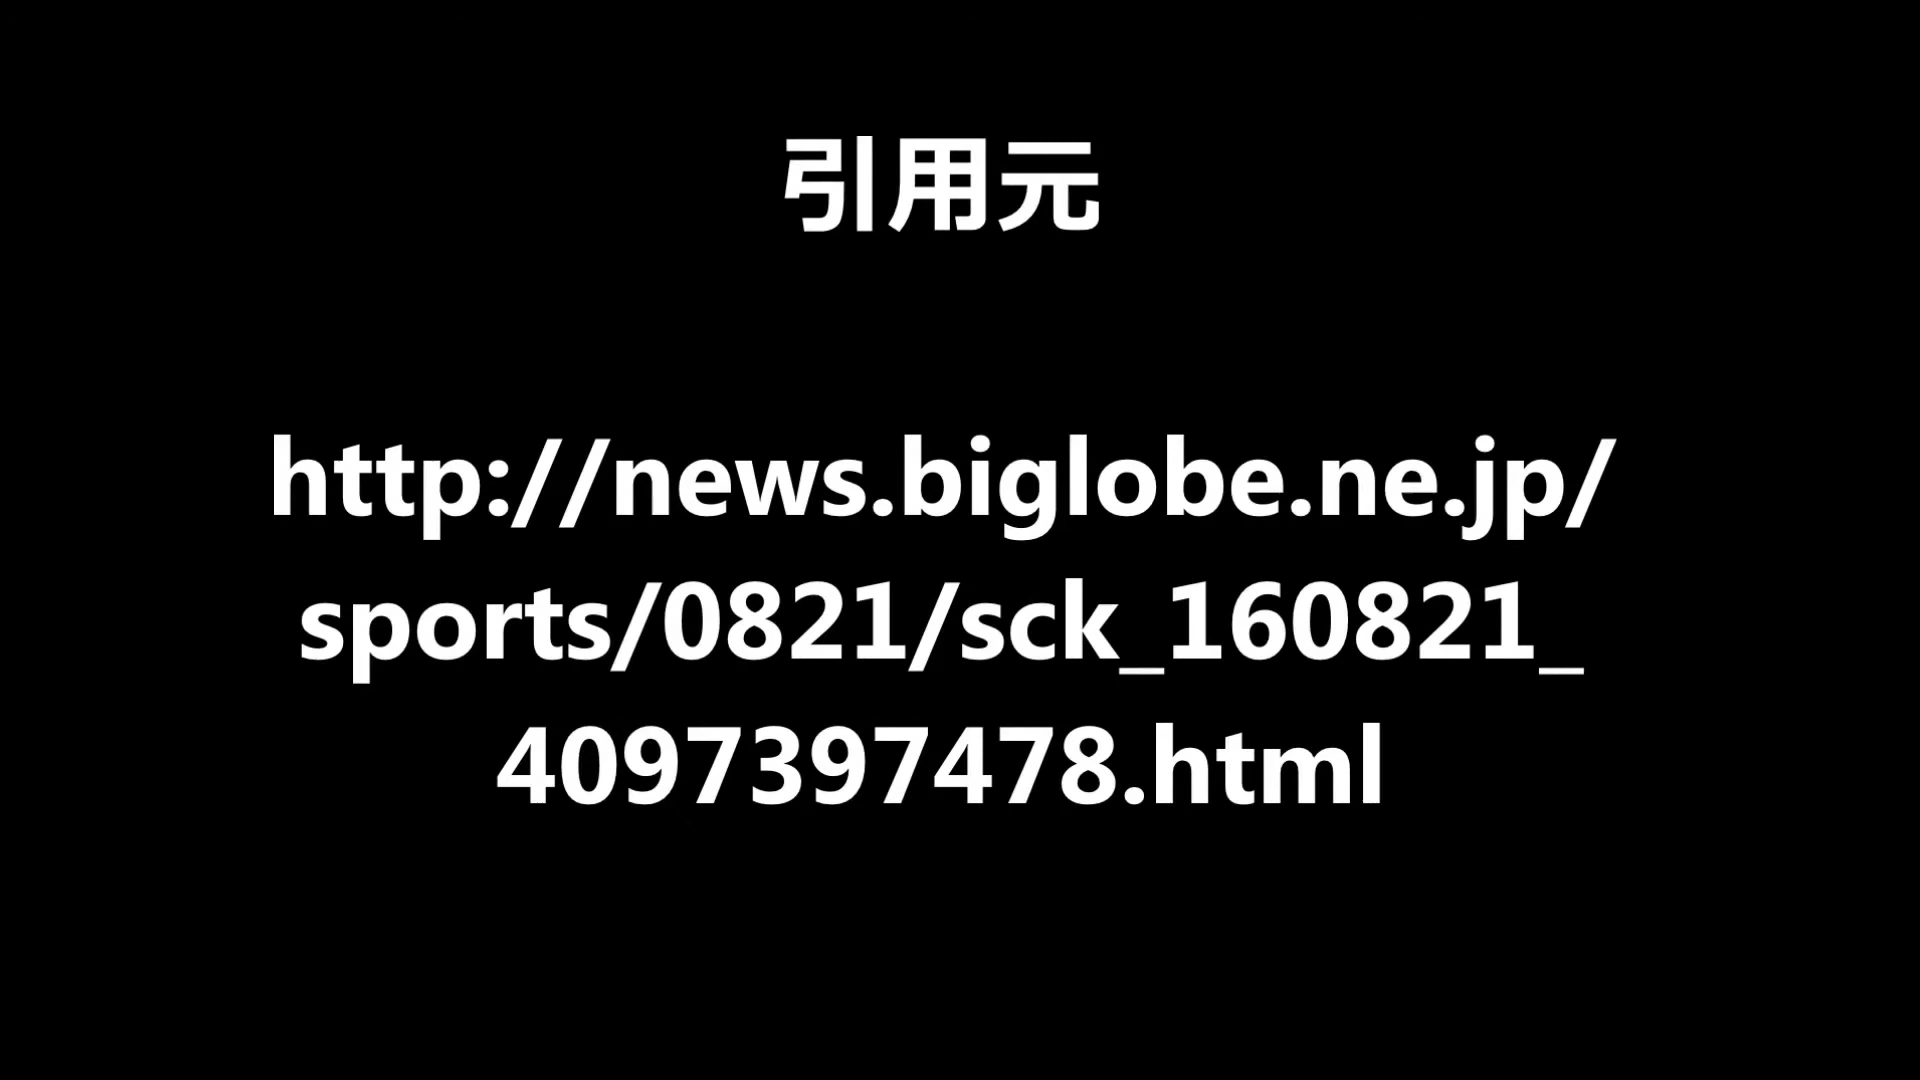 引用元
http://news.biglobe.ne.jp/
sports/0821/sck_160821_
4097397478.html